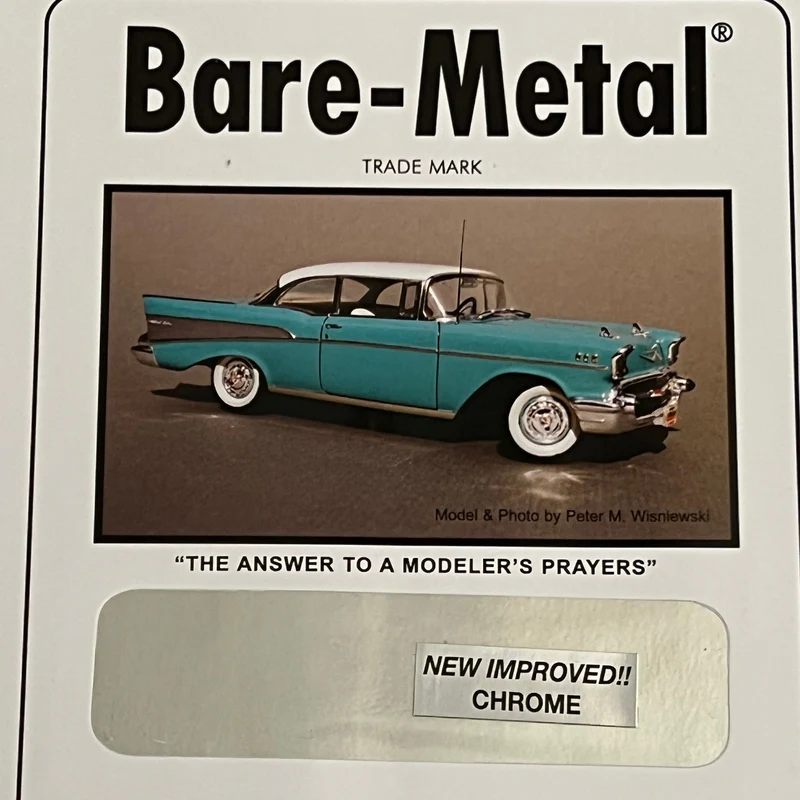 Bare-Metal®
TRADE MARK
Model & Photo by Peter M. Wisniewski
"THE ANSWER TO A MODELER'S PRAYERS"
NEW IMPROVED!!
CHROME